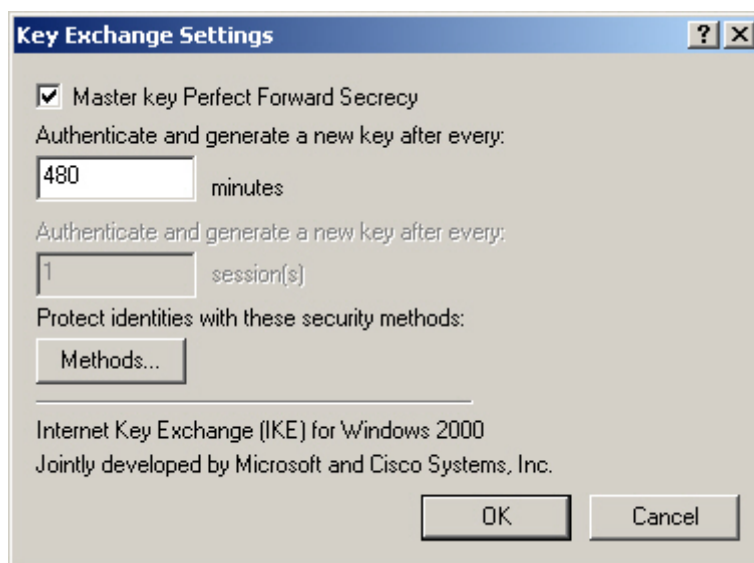 Key Exchange Settings
Master key Perfect Forward Secrecy
Authenticate and generate a new key after every:
480 minutes
Authenticate and generate a new key after every:
1 session(s)
Protect identities with these security methods:
Methods...
Internet Key Exchange (IKE) for Windows 2000
Jointly developed by Microsoft and Cisco Systems, Inc.
OK Cancel